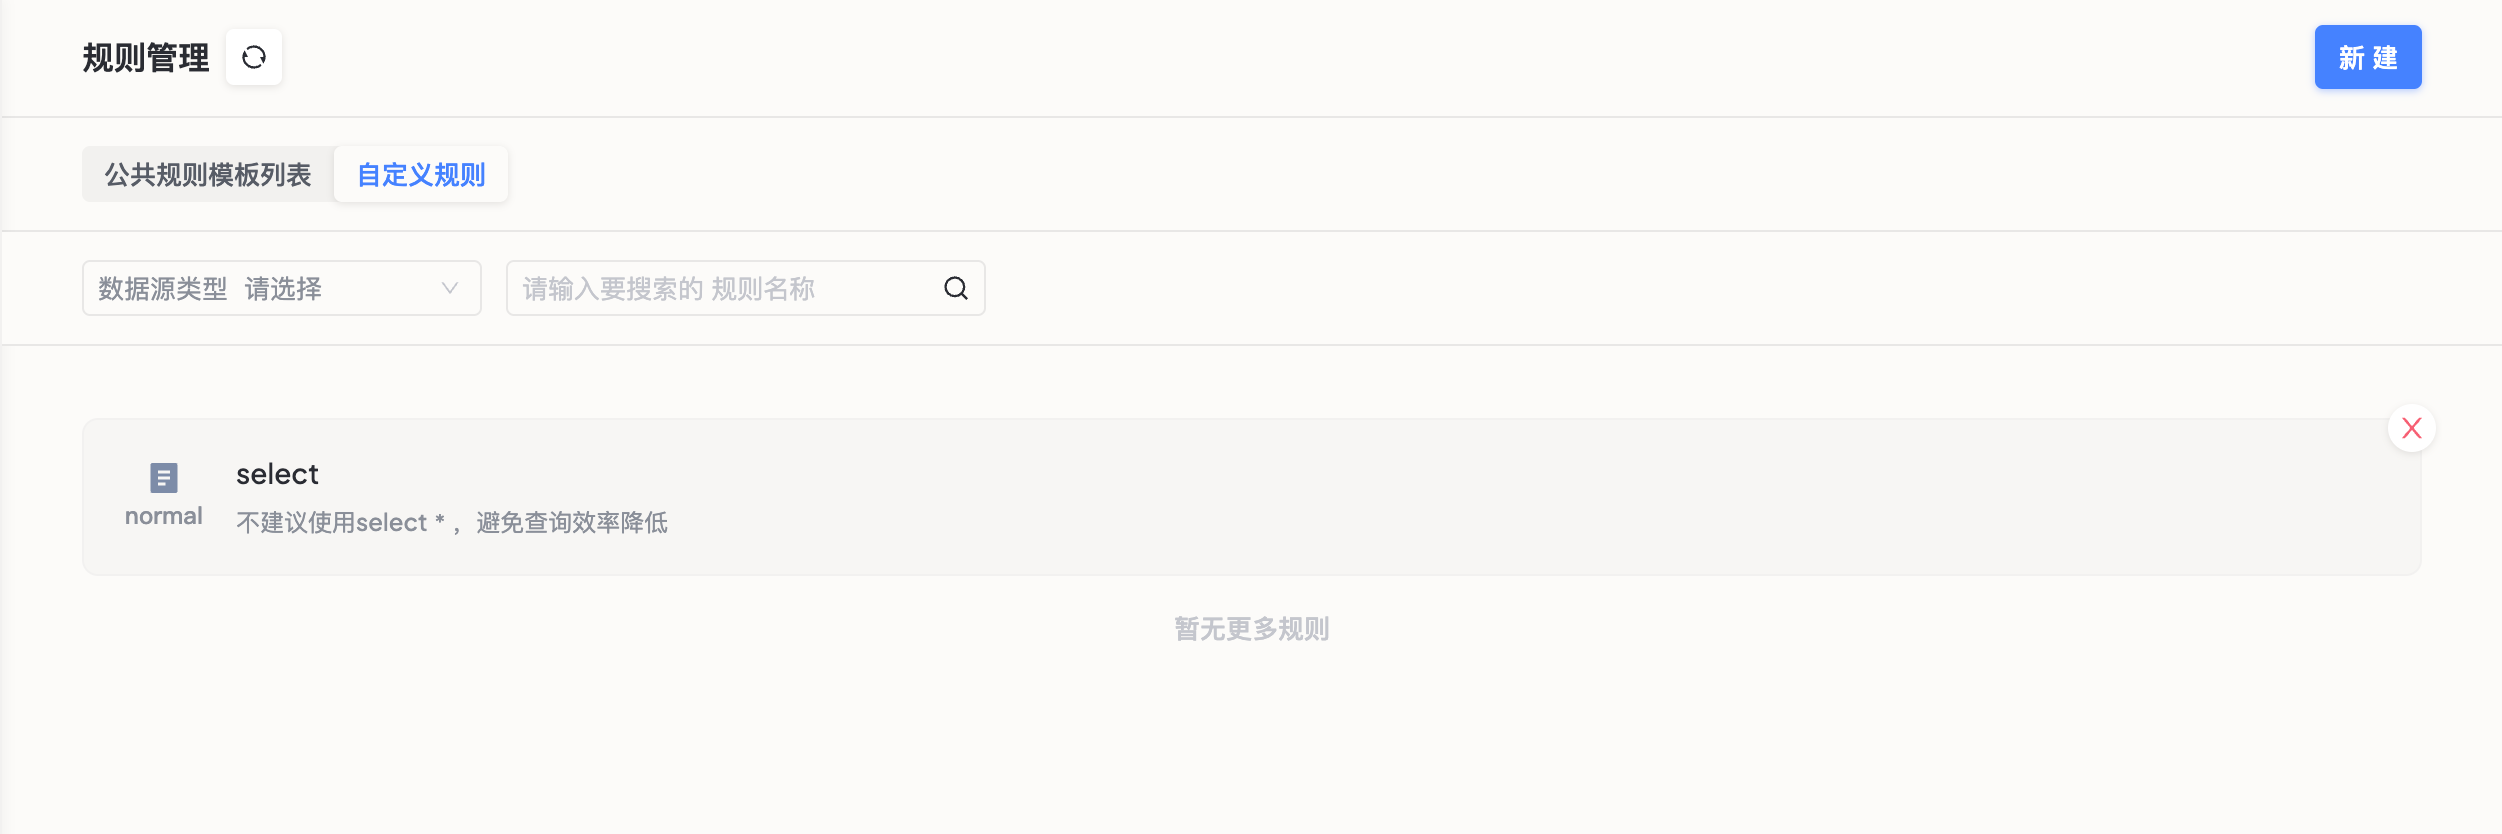 规则管理
新 建
公共规则模板列表 自定义规则
数据源类型 请选择 请输入要搜索的 规则名称
select
normal
不建议使用select * ，避免查询效率降低
暂无更多规则